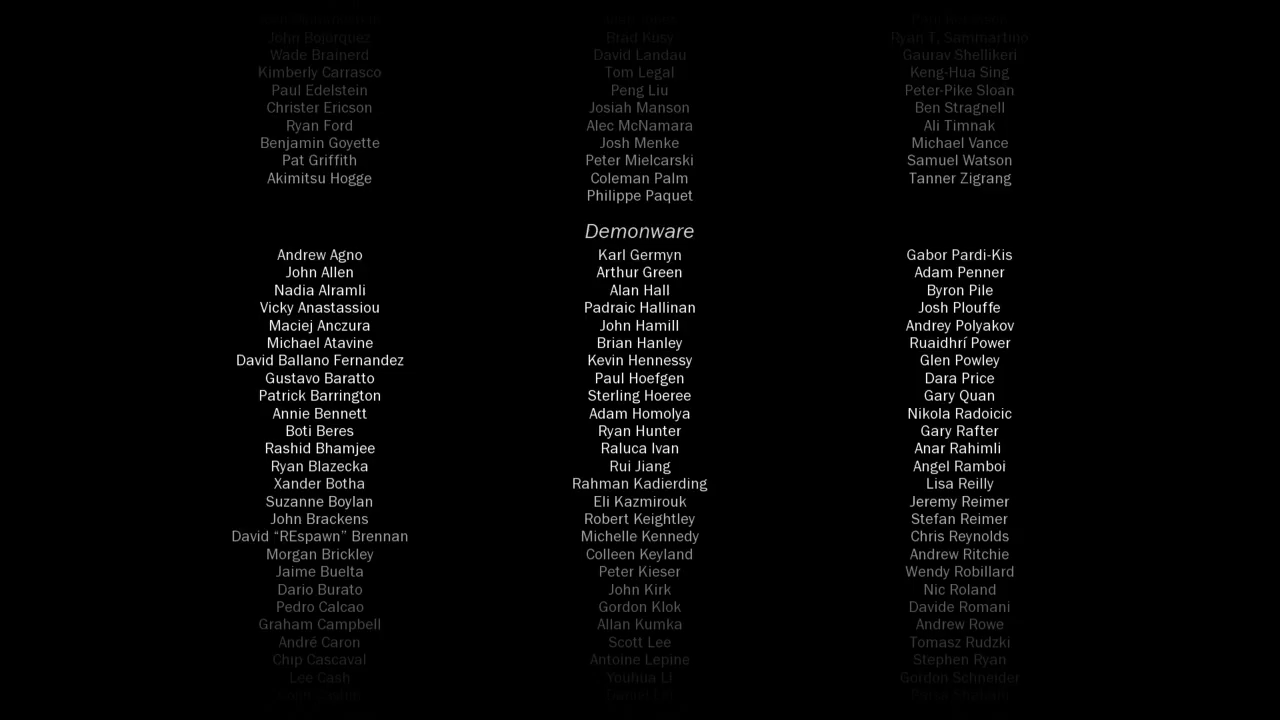 John Bojorquez
Wade Brainerd
Kimberly Carrasco
Paul Edelstein
Christer Ericson
Ryan Ford
Benjamin Goyette
Pat Griffith
Akimitsu Hogge
Brad Kusy
David Landau
Tom Legal
Peng Liu
Josiah Manson
Alec McNamara
Josh Menke
Peter Mielcarski
Coleman Palm
Philippe Paquet
Ryan T. Sammartino
Gaurav Shellikeri
Keng-Hua Sing
Peter-Pike Sloan
Ben Stragnell
Ali Timnak
Michael Vance
Samuel Watson
Tanner Zigrang
Demonware
Andrew Agno
John Allen
Nadia Alramli
Vicky Anastassiou
Maciej Anczura
Michael Atavine
David Ballano Fernandez
Gustavo Baratto
Patrick Barrington
Annie Bennett
Boti Beres
Rashid Bhamjee
Ryan Blazecka
Xander Botha
Suzanne Boylan
John Brackens
David “REspawn” Brennan
Morgan Brickley
Jaime Buelta
Dario Burato
Pedro Calcao
Graham Campbell
André Caron
Chip Cascaval
Lee Cash
Karl Germyn
Arthur Green
Alan Hall
Padraic Hallinan
John Hamill
Brian Hanley
Kevin Hennessy
Paul Hoefgen
Sterling Hoeree
Adam Homolya
Ryan Hunter
Raluca Ivan
Rui Jiang
Rahman Kadierding
Eli Kazmirouk
Robert Keightley
Michelle Kennedy
Colleen Keyland
Peter Kieser
John Kirk
Gordon Klok
Allan Kumka
Scott Lee
Antoine Lepine
Youhua Li
Gabor Pardi-Kis
Adam Penner
Byron Pile
Josh Plouffe
Andrey Polyakov
Ruaidhrí Power
Glen Powley
Dara Price
Gary Quan
Nikola Radoicic
Gary Rafter
Anar Rahimli
Angel Ramboi
Lisa Reilly
Jeremy Reimer
Stefan Reimer
Chris Reynolds
Andrew Ritchie
Wendy Robillard
Nic Roland
Davide Romani
Andrew Rowe
Tomasz Rudzki
Stephen Ryan
Gordon Schneider